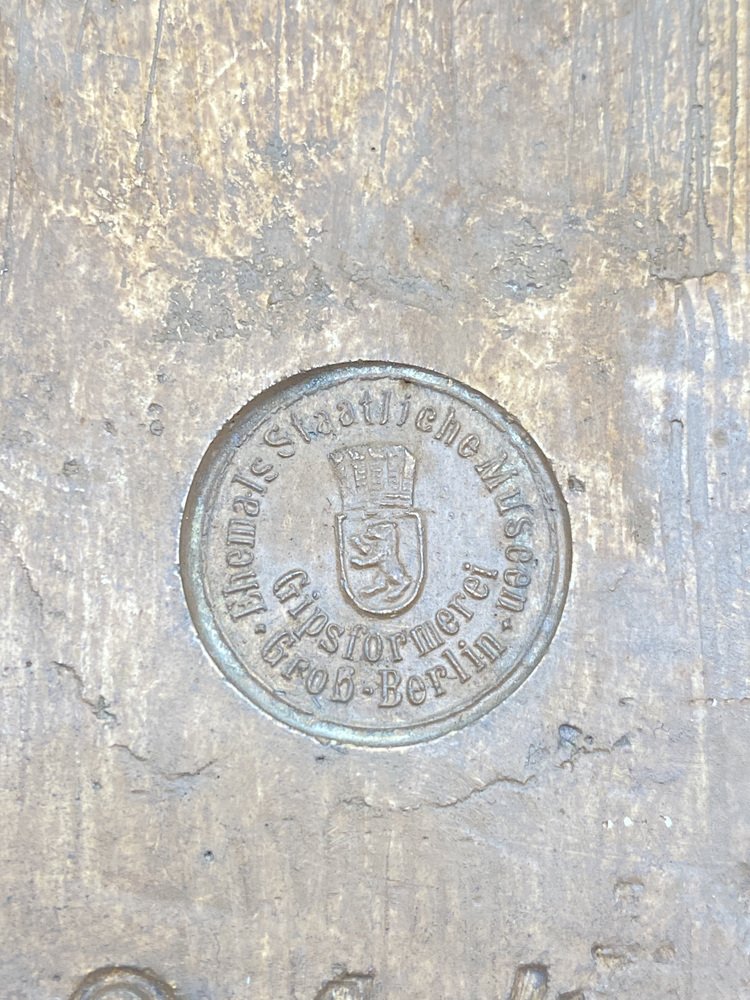 Ehemals Staatliche Museen
Gipsformerei
Groß-Berlin